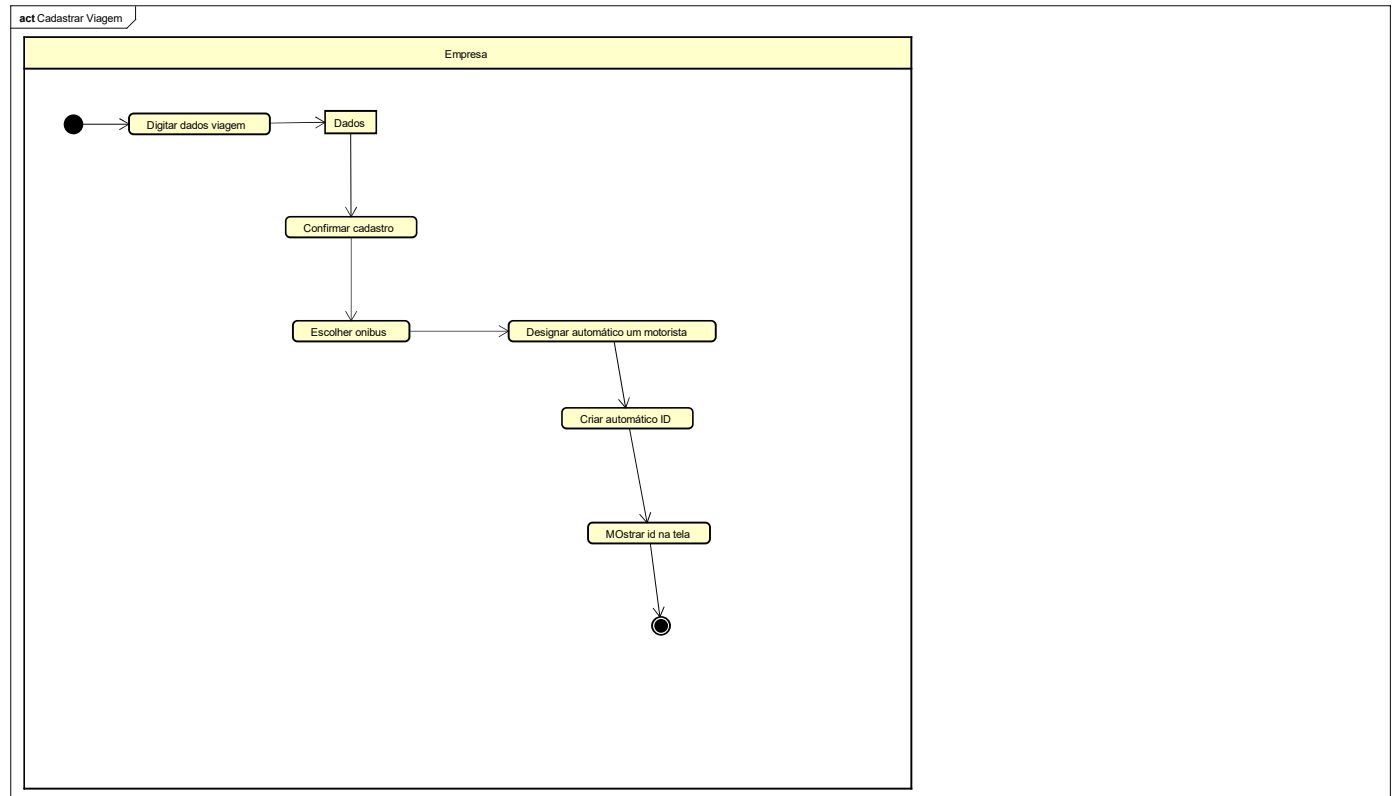 act Cadastrar Viagem
Empresa
Digitar dados viagem
Dados
Confirmar cadastro
Escolher onibus
Designar automático um motorista
Criar automático ID
MOstrar id na tela